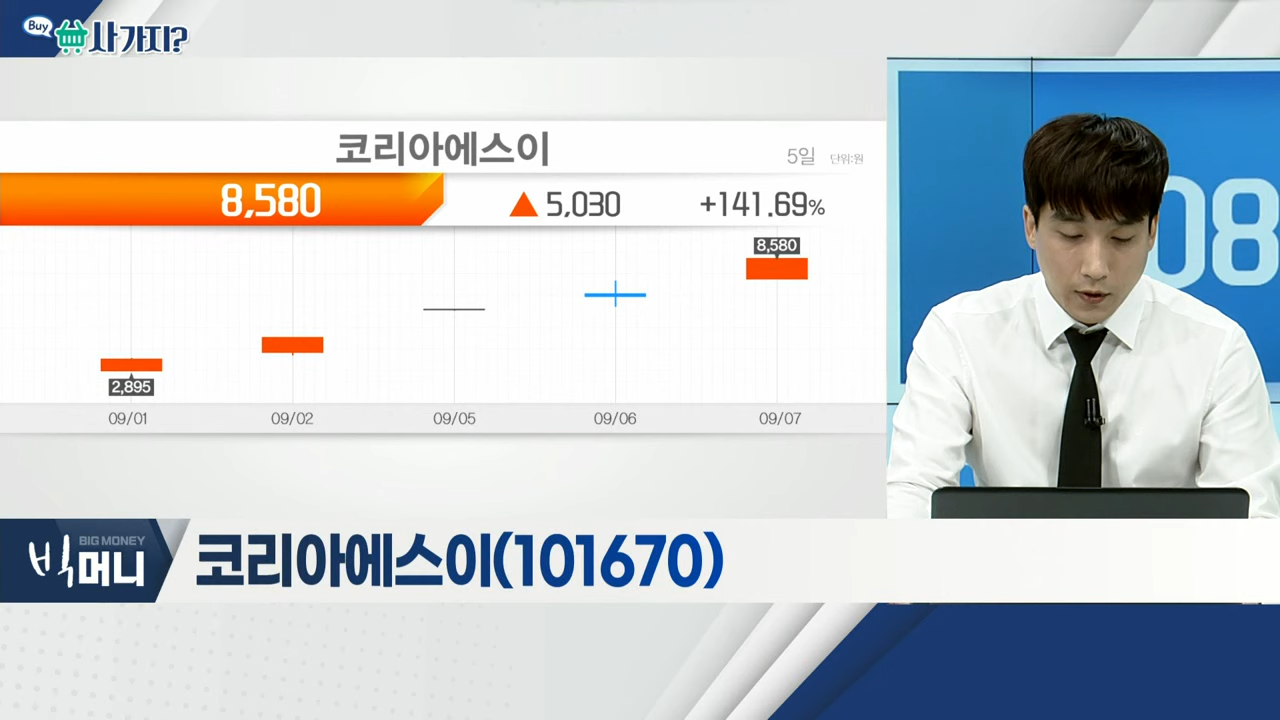 Buy 사가지?
코리아에스이
5일 단위:원
8,580 ▲ 5,030 +141.69%
8,580
2,895
09/01 09/02 09/05 09/06 09/07
08
빅머니 BIG MONEY
코리아에스이(101670)